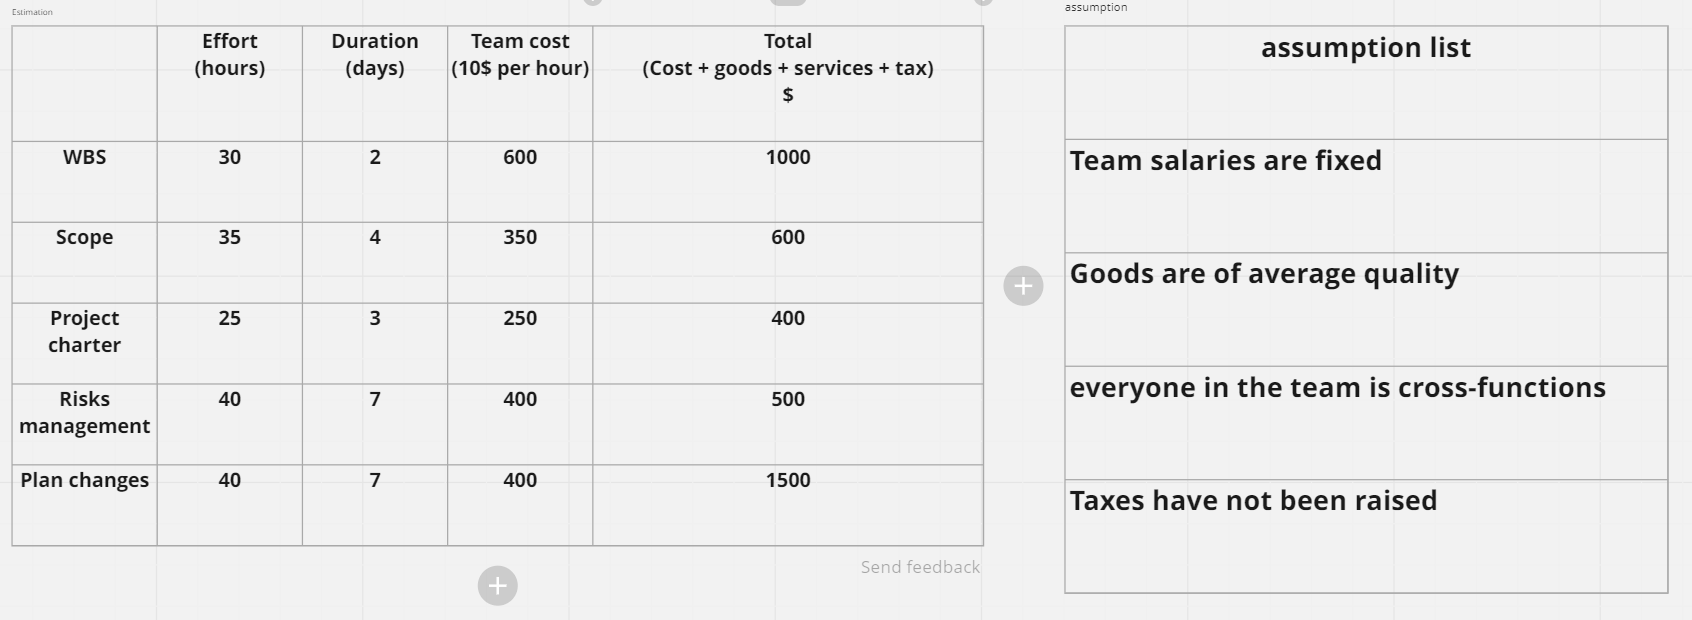 Estimation
Effort
(hours)
Duration
(days)
Team cost
(10$ per hour)
Total
(Cost + goods + services + tax)
$
WBS
30
2
600
1000
Scope
35
4
350
600
Project
charter
25
3
250
400
Risks
management
40
7
400
500
Plan changes
40
7
400
1500
Send feedback
assumption
assumption list
Team salaries are fixed
Goods are of average quality
everyone in the team is cross-functions
Taxes have not been raised